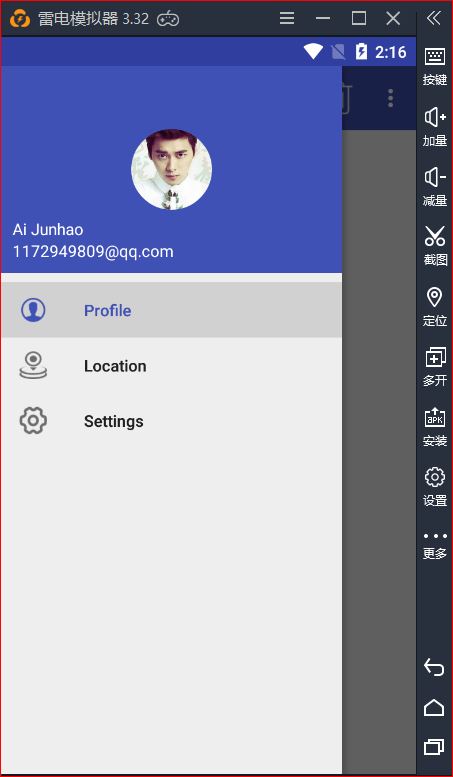 雷电模拟器 3.32
2:16
Ai Junhao
1172949809@qq.com
Profile
Location
Settings
按键
加量
减量
截图
定位
多开
APK
安装
设置
更多